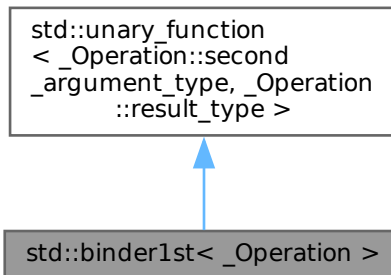 std::unary_function
< _Operation::second
_argument_type, _Operation
::result_type >
std::binder1st< _Operation >